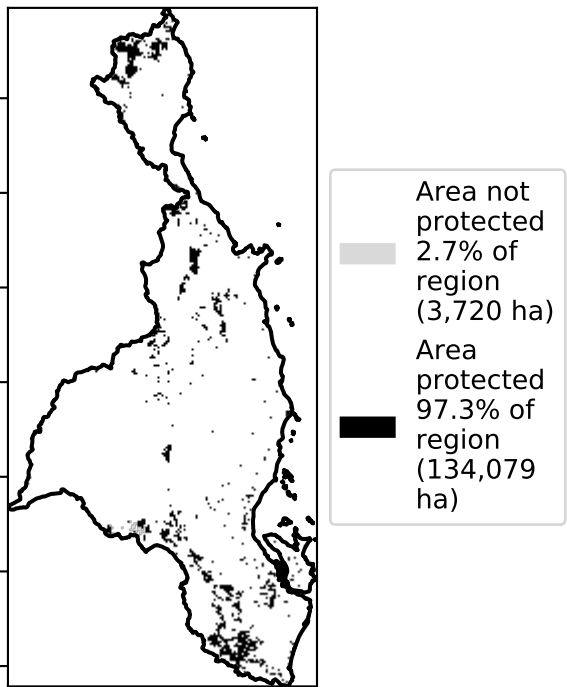 Area not
protected
2.7% of
region
(3,720 ha)
Area
protected
97.3% of
region
(134,079
ha)